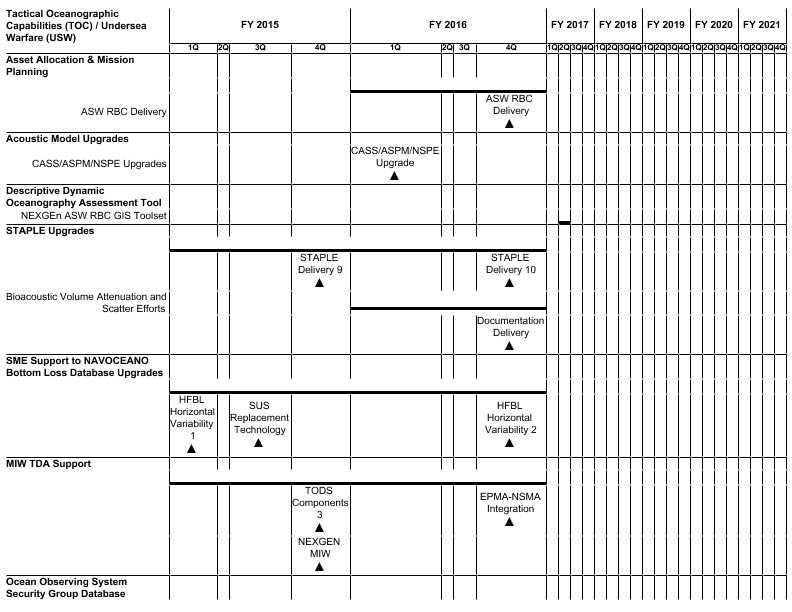 Tactical Oceanographic
Capabilities (TOC) / Undersea
Warfare (USW)
FY 2015
FY 2016
FY 2017
FY 2018
FY 2019
FY 2020
FY 2021
1Q 2Q 3Q 4Q 1Q 2Q 3Q 4Q 1Q 2Q 3Q 4Q 1Q 2Q 3Q 4Q 1Q 2Q 3Q 4Q 1Q 2Q 3Q 4Q 1Q 2Q 3Q 4Q
Asset Allocation & Mission
Planning
ASW RBC Delivery
ASW RBC
Delivery
Acoustic Model Upgrades
CASS/ASPM/NSPE Upgrades
CASS/ASPM/NSPE
Upgrade
Descriptive Dynamic
Oceanography Assessment Tool
NEXGEn ASW RBC GIS Toolset
STAPLE Upgrades
STAPLE
Delivery 9
STAPLE
Delivery 10
Bioacoustic Volume Attenuation and
Scatter Efforts
Documentation
Delivery
SME Support to NAVOCEANO
Bottom Loss Database Upgrades
HFBL
Horizontal
Variability
1
SUS
Replacement
Technology
HFBL
Horizontal
Variability 2
MIW TDA Support
TODS
Components
3
EPMA-NSMA
Integration
NEXGEN
MIW
Ocean Observing System
Security Group Database